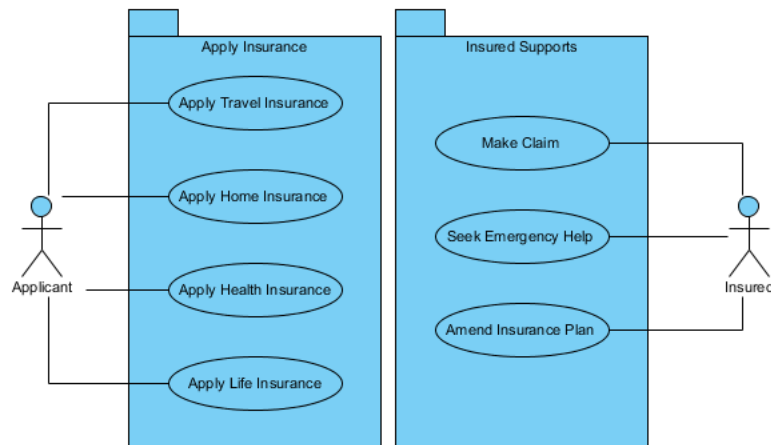 Apply Insurance
Insured Supports
Apply Travel Insurance
Make Claim
Apply Home Insurance
Seek Emergency Help
Applicant
Apply Health Insurance
Insured
Amend Insurance Plan
Apply Life Insurance